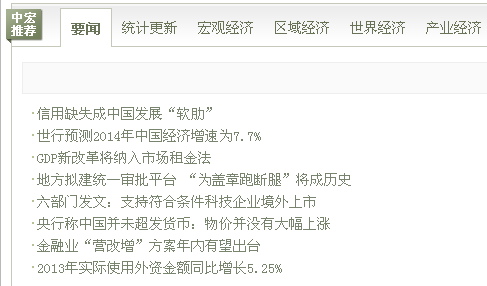 中宏推荐
要闻 统计更新 宏观经济 区域经济 世界经济 产业经济
·信用缺失成中国发展“软肋”
·世行预测2014年中国经济增速为7.7%
·GDP新改革将纳入市场租金法
·地方拟建统一审批平台 “为盖章跑断腿”将成历史
·六部门发文：支持符合条件科技企业境外上市
·央行称中国并未超发货币：物价并没有大幅上涨
·金融业“营改增”方案年内有望出台
·2013年实际使用外资金额同比增长5.25%